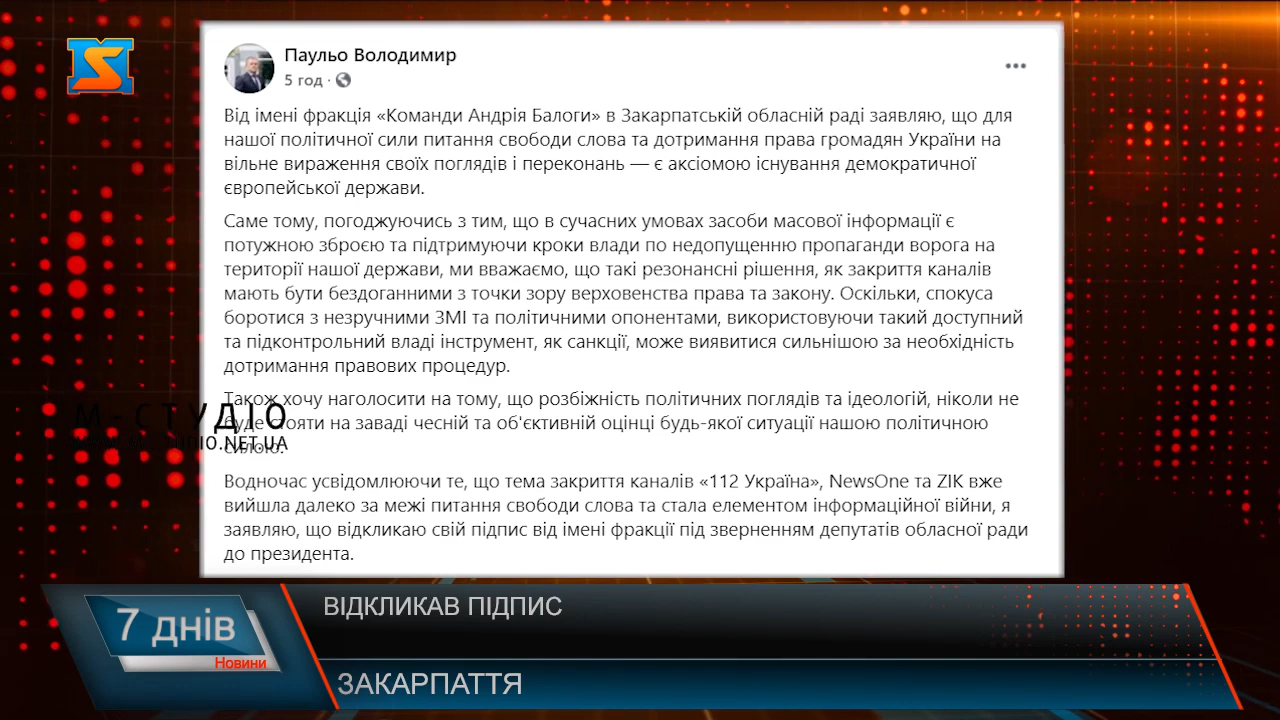 Паульо Володимир
5 год ·
Від імені фракція «Команди Андрія Балоги» в Закарпатській обласній раді заявляю, що для
нашої політичної сили питання свободи слова та дотримання права громадян України на
вільне вираження своїх поглядів і переконань — є аксіомою існування демократичної
європейської держави.
Саме тому, погоджуючись з тим, що в сучасних умовах засоби масової інформації є
потужною зброєю та підтримуючи кроки влади по недопущенню пропаганди ворога на
території нашої держави, ми вважаємо, що такі резонансні рішення, як закриття каналів
мають бути бездоганними з точки зору верховенства права та закону. Оскільки, спокуса
боротися з незручними ЗМІ та політичними опонентами, використовуючи такий доступний
та підконтрольний владі інструмент, як санкції, може виявитися сильнішою за необхідність
дотримання правових процедур.
Також хочу наголосити на тому, що розбіжність політичних поглядів та ідеологій, ніколи не
М-СТУДІО
буде стояти на заваді чесній та об'єктивній оцінці будь-якої ситуації нашою політичною
силою.
Водночас усвідомлюючи те, що тема закриття каналів «112 Україна», NewsOne та ZIK вже
вийшла далеко за межі питання свободи слова та стала елементом інформаційної війни, я
заявляю, що відкликаю свій підпис від імені фракції під зверненням депутатів обласної ради
до президента.
7 днів
Новини
ВІДКЛИКАВ ПІДПИС
ЗАКАРПАТТЯ